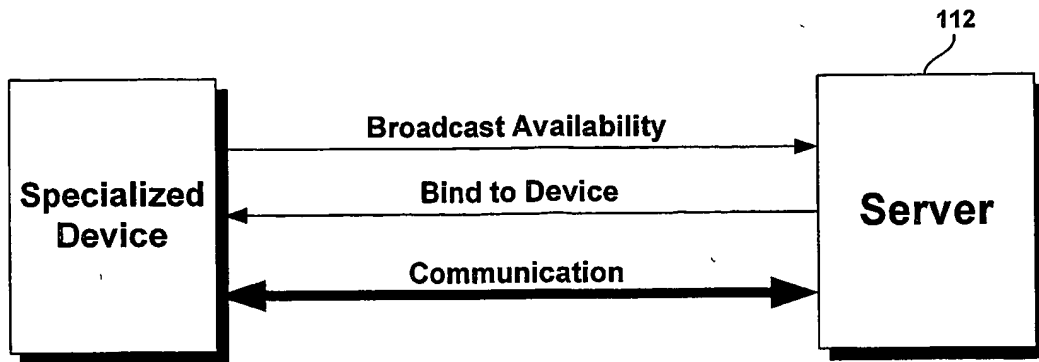 112
Broadcast Availability
Bind to Device
Specialized
Device
Server
Communication